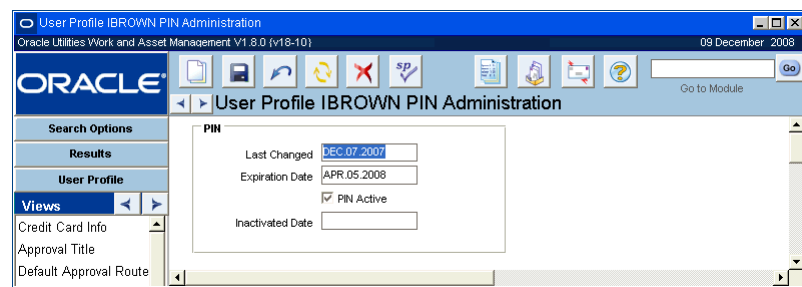 User Profile IBROWN PIN Administration
Oracle Utilities Work and Asset Management V1.8.0 {v18-10}
09 December 2008
ORACLE
Go
Go to Module
User Profile IBROWN PIN Administration
Search Options
Results
User Profile
Views
Credit Card Info
Approval Title
Default Approval Route
PIN
Last Changed DEC.07.2007
Expiration Date APR.05.2008
PIN Active
Inactivated Date